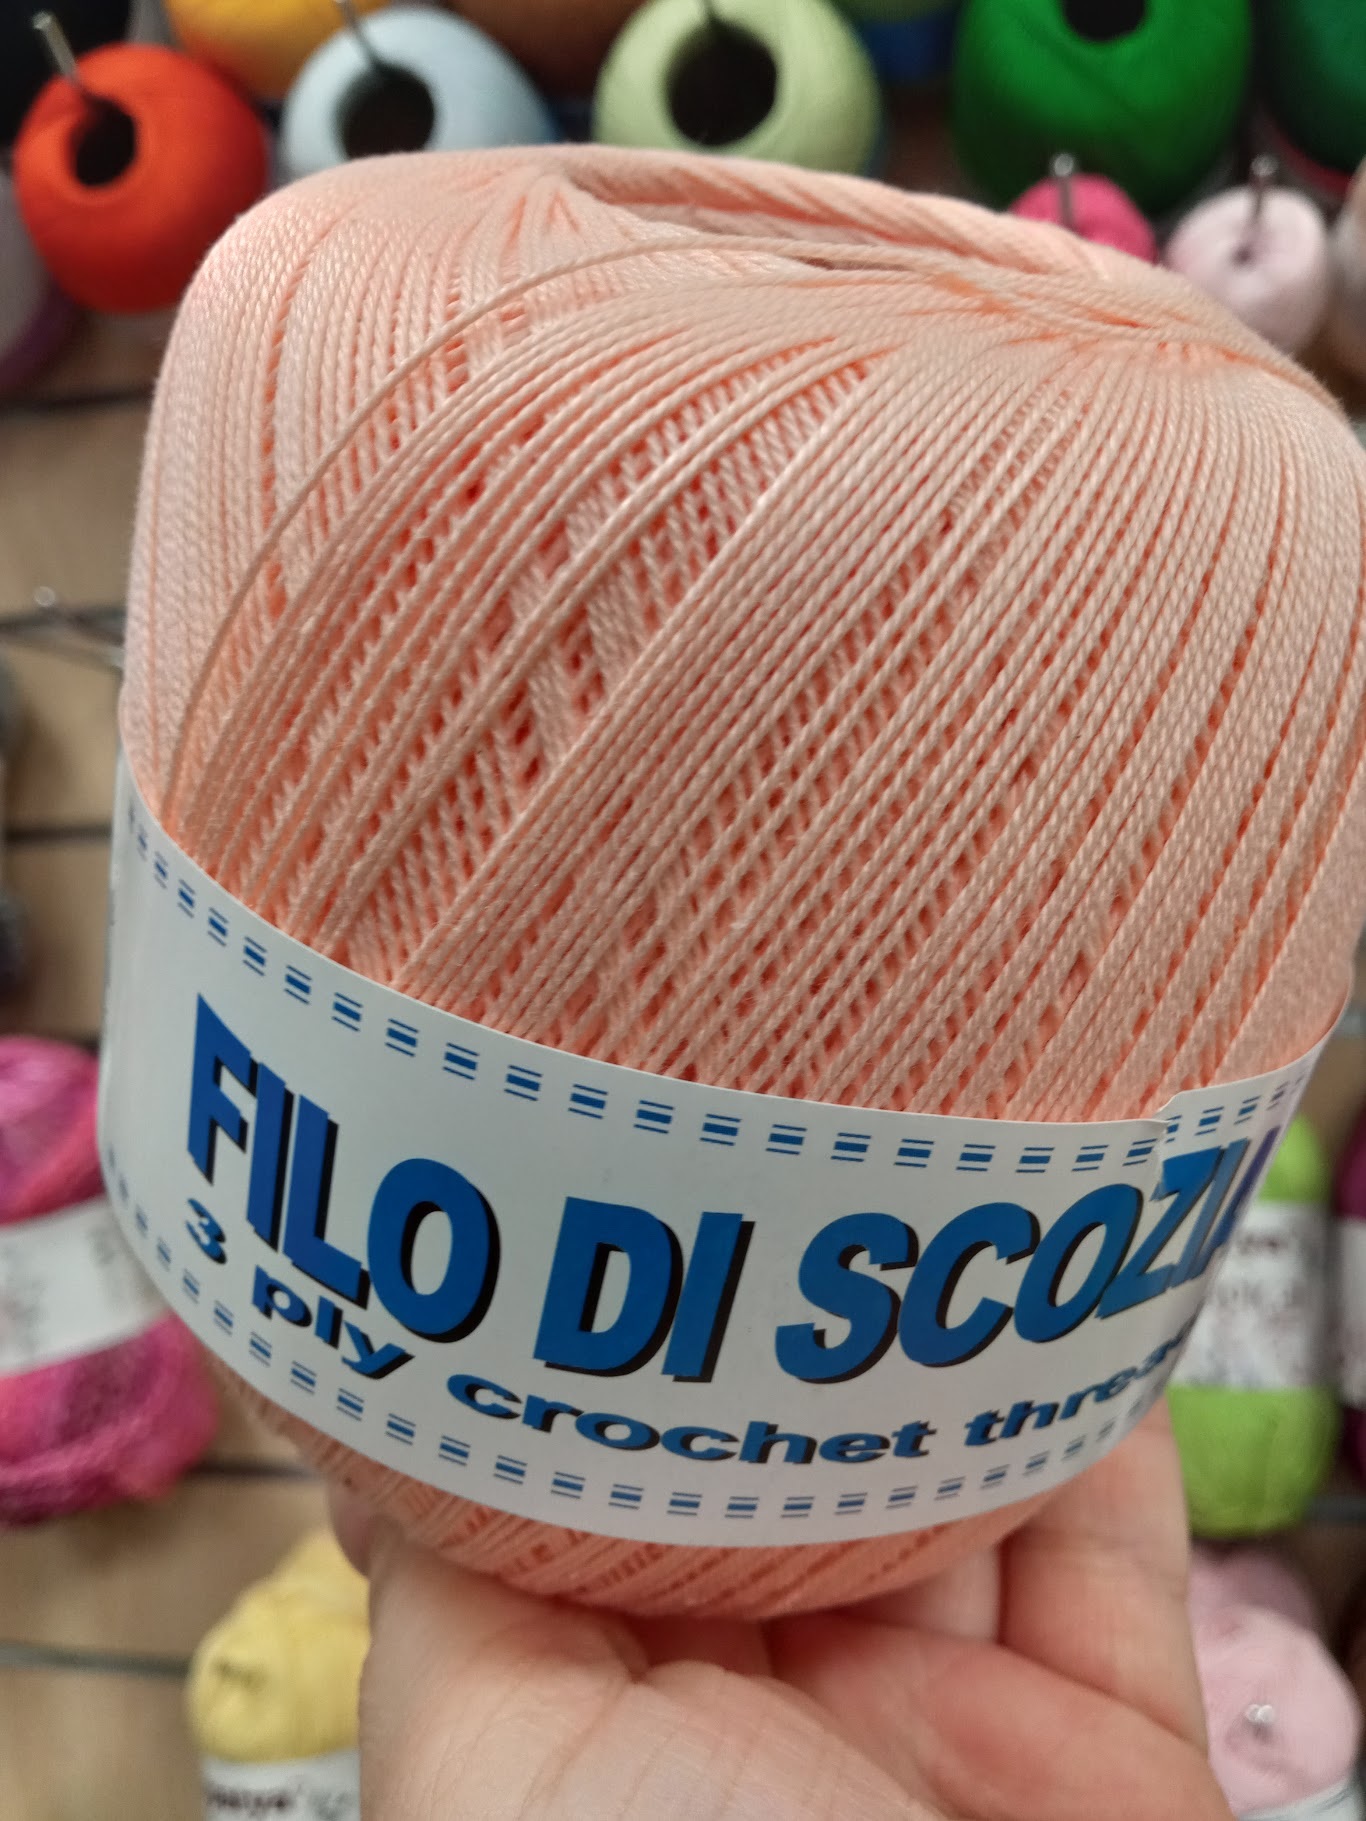 FILO DI SCOZIA
3 ply crochet thread